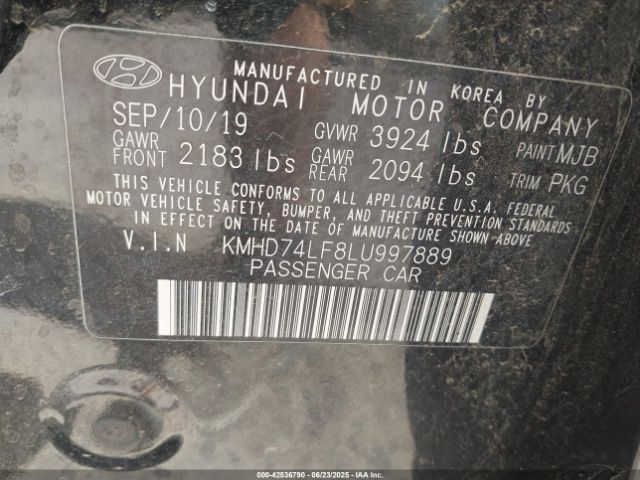 MANUFACTURED IN KOREA BY
HYUNDAI MOTOR COMPANY
SEP/10/19 GVWR 3924 lbs PAINT MJB
GAWR FRONT 2183 lbs GAWR REAR 2094 lbs TRIM PKG
THIS VEHICLE CONFORMS TO ALL APPLICABLE U.S.A. FEDERAL
MOTOR VEHICLE SAFETY, BUMPER, AND THEFT PREVENTION STANDARDS
IN EFFECT ON THE DATE OF MANUFACTURE SHOWN ABOVE
V.I.N KMHD74LF8LU997889
PASSENGER CAR
000-42536790 - 06/23/2025 - IAA Inc.